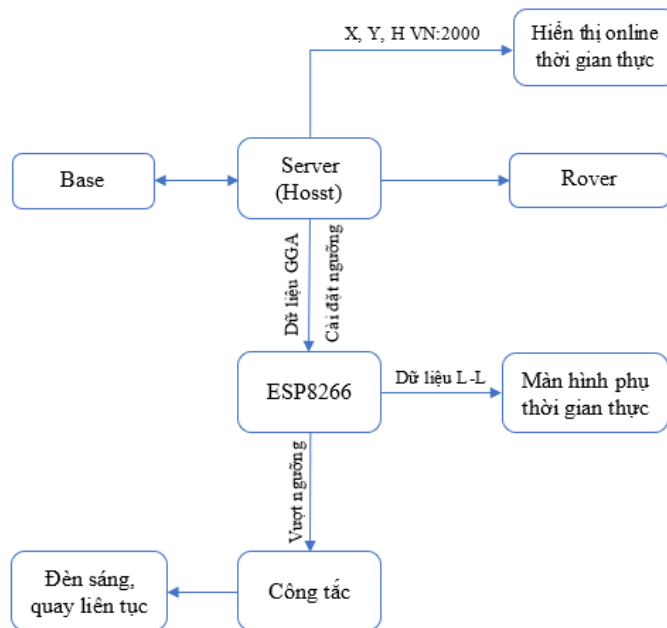 X, Y, H VN:2000
Hiển thị online
thời gian thực
Base
Server
(Hosst)
Rover
Dữ liệu GGA
Cài đặt ngưỡng
ESP8266
Dữ liệu L-L
Màn hình phụ
thời gian thực
Vượt ngưỡng
Đèn sáng,
quay liên tục
Công tắc